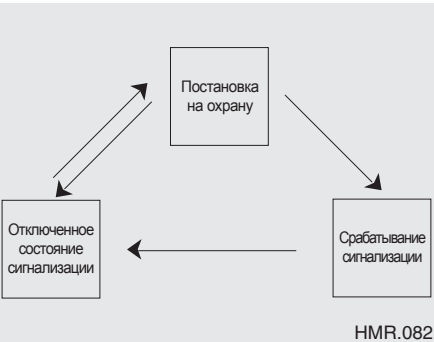 Постановка
на охрану
Отключенное
состояние
сигнализации
Срабатывание
сигнализации
HMR.082